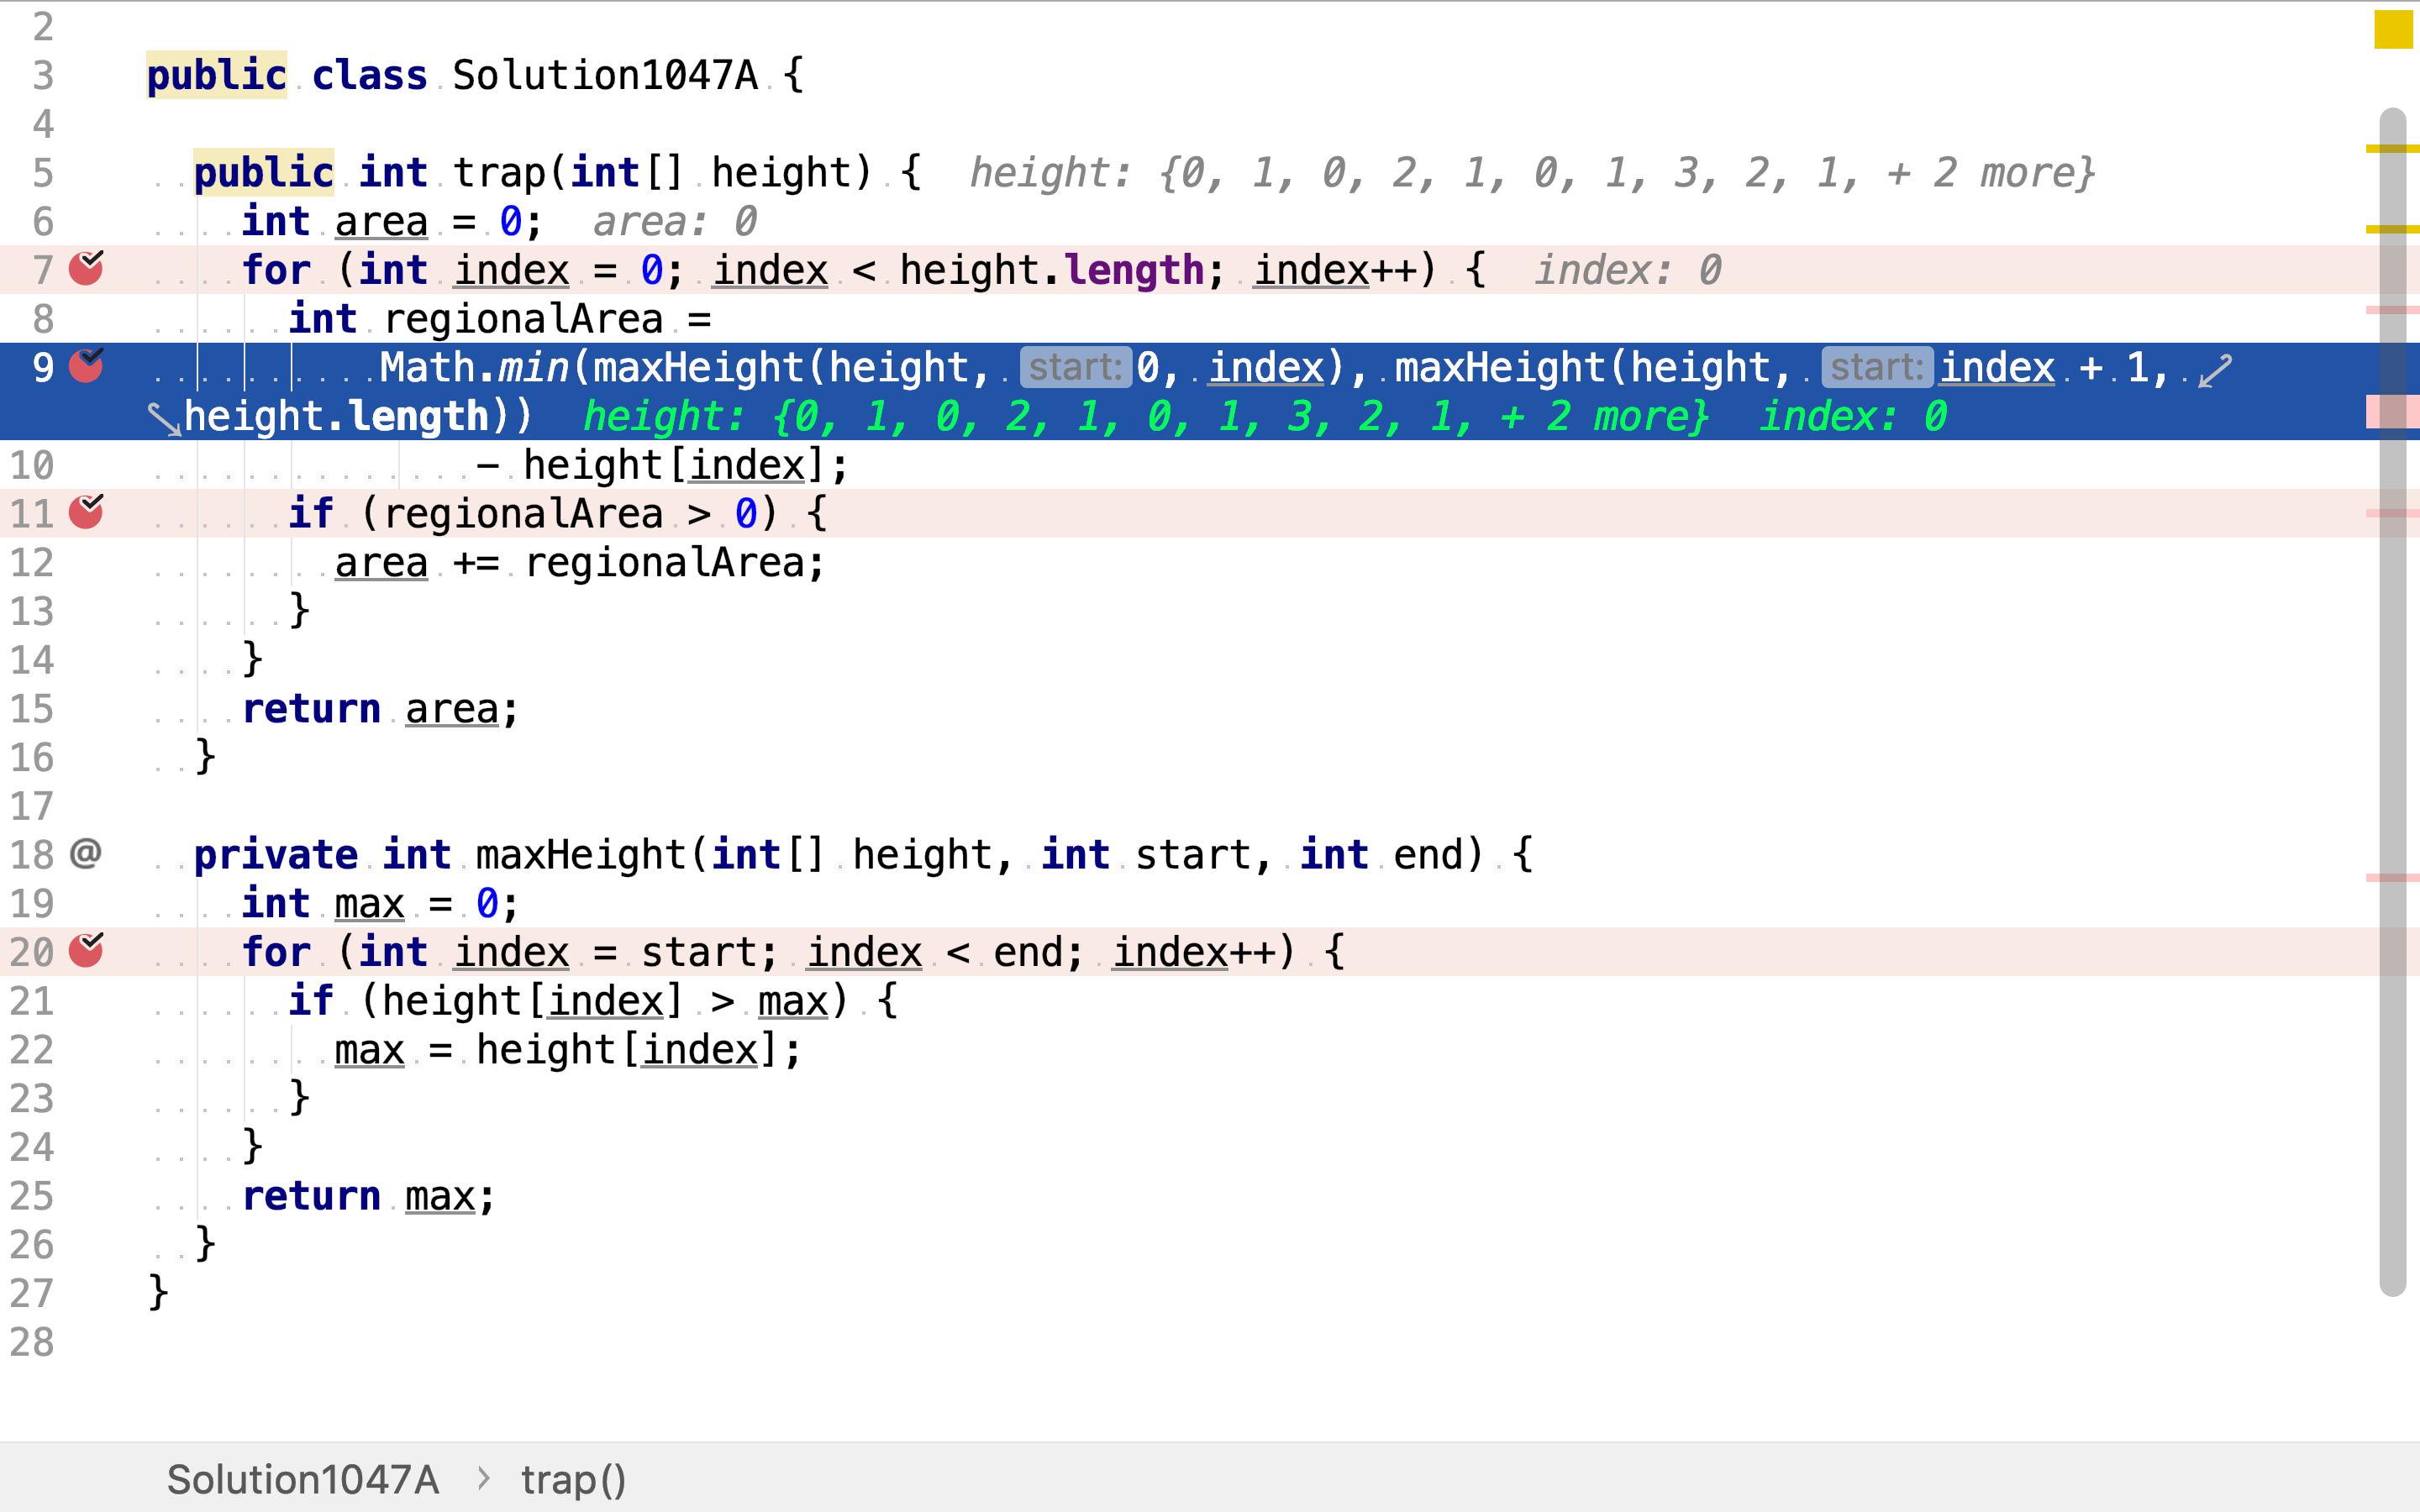 2
3 public class Solution1047A {
4
5 public int trap(int[] height) { height: {0, 1, 0, 2, 1, 0, 1, 3, 2, 1, + 2 more}
6 int area = 0; area: 0
7 for (int index = 0; index < height.length; index++) { index: 0
8 int regionalArea =
9 Math.min(maxHeight(height, start: 0, index), maxHeight(height, start: index + 1,
height.length)) height: {0, 1, 0, 2, 1, 0, 1, 3, 2, 1, + 2 more} index: 0
10 - height[index];
11 if (regionalArea > 0) {
12 area += regionalArea;
13 }
14 }
15 return area;
16 }
17
18 @ private int maxHeight(int[] height, int start, int end) {
19 int max = 0;
20 for (int index = start; index < end; index++) {
21 if (height[index] > max) {
22 max = height[index];
23 }
24 }
25 return max;
26 }
27 }
28
Solution1047A > trap()